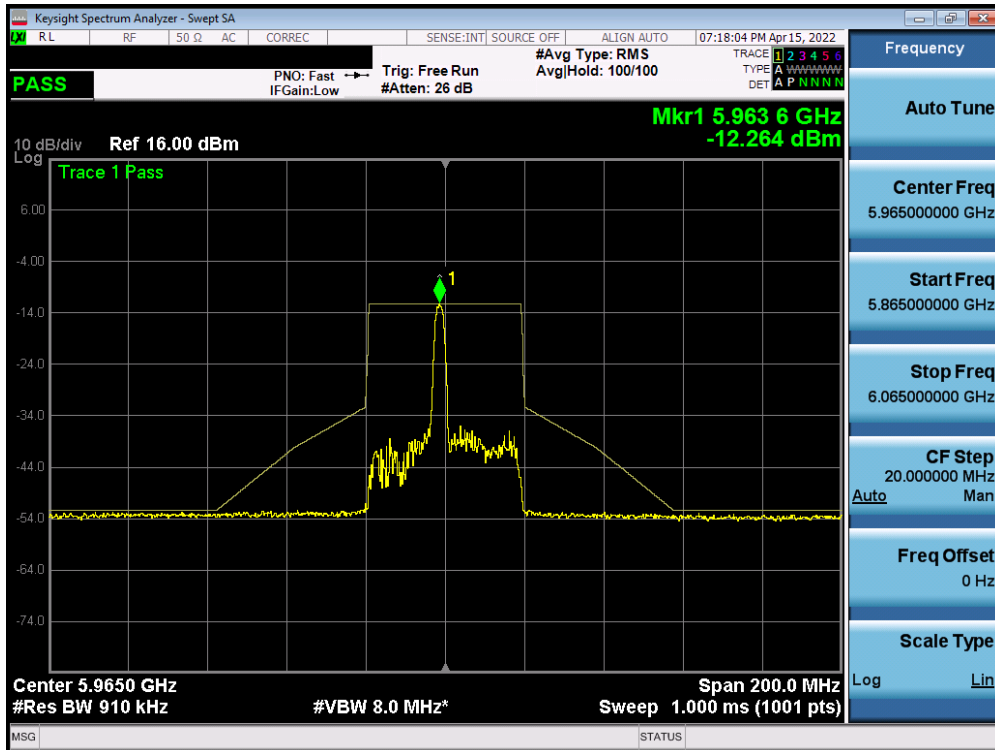 Keysight Spectrum Analyzer - Swept SA
LXI RL RF 50 Ω AC CORREC SENSE:INT SOURCE OFF ALIGN AUTO 07:18:04 PM Apr 15, 2022
PASS
PNO: Fast
IFGain:Low
Trig: Free Run
#Atten: 26 dB
#Avg Type: RMS
Avg|Hold: 100/100
TRACE 1 2 3 4 5 6
TYPE A WWWWW
DET A P N N N N
Mkr1 5.963 6 GHz
-12.264 dBm
10 dB/div Ref 16.00 dBm
Log
Trace 1 Pass
1
6.00
-4.00
-14.0
-24.0
-34.0
-44.0
-54.0
-64.0
-74.0
Center 5.9650 GHz Span 200.0 MHz
#Res BW 910 kHz #VBW 8.0 MHz* Sweep 1.000 ms (1001 pts)
MSG STATUS
Frequency
Auto Tune
Center Freq
5.965000000 GHz
Start Freq
5.865000000 GHz
Stop Freq
6.065000000 GHz
CF Step
20.000000 MHz
Auto Man
Freq Offset
0 Hz
Scale Type
Log Lin